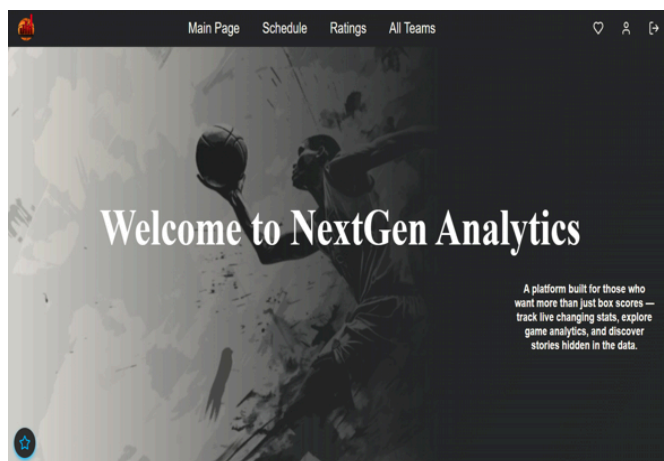 Main Page Schedule Ratings All Teams
Welcome to NextGen Analytics
A platform built for those who
want more than just box scores —
track live changing stats, explore
game analytics, and discover
stories hidden in the data.